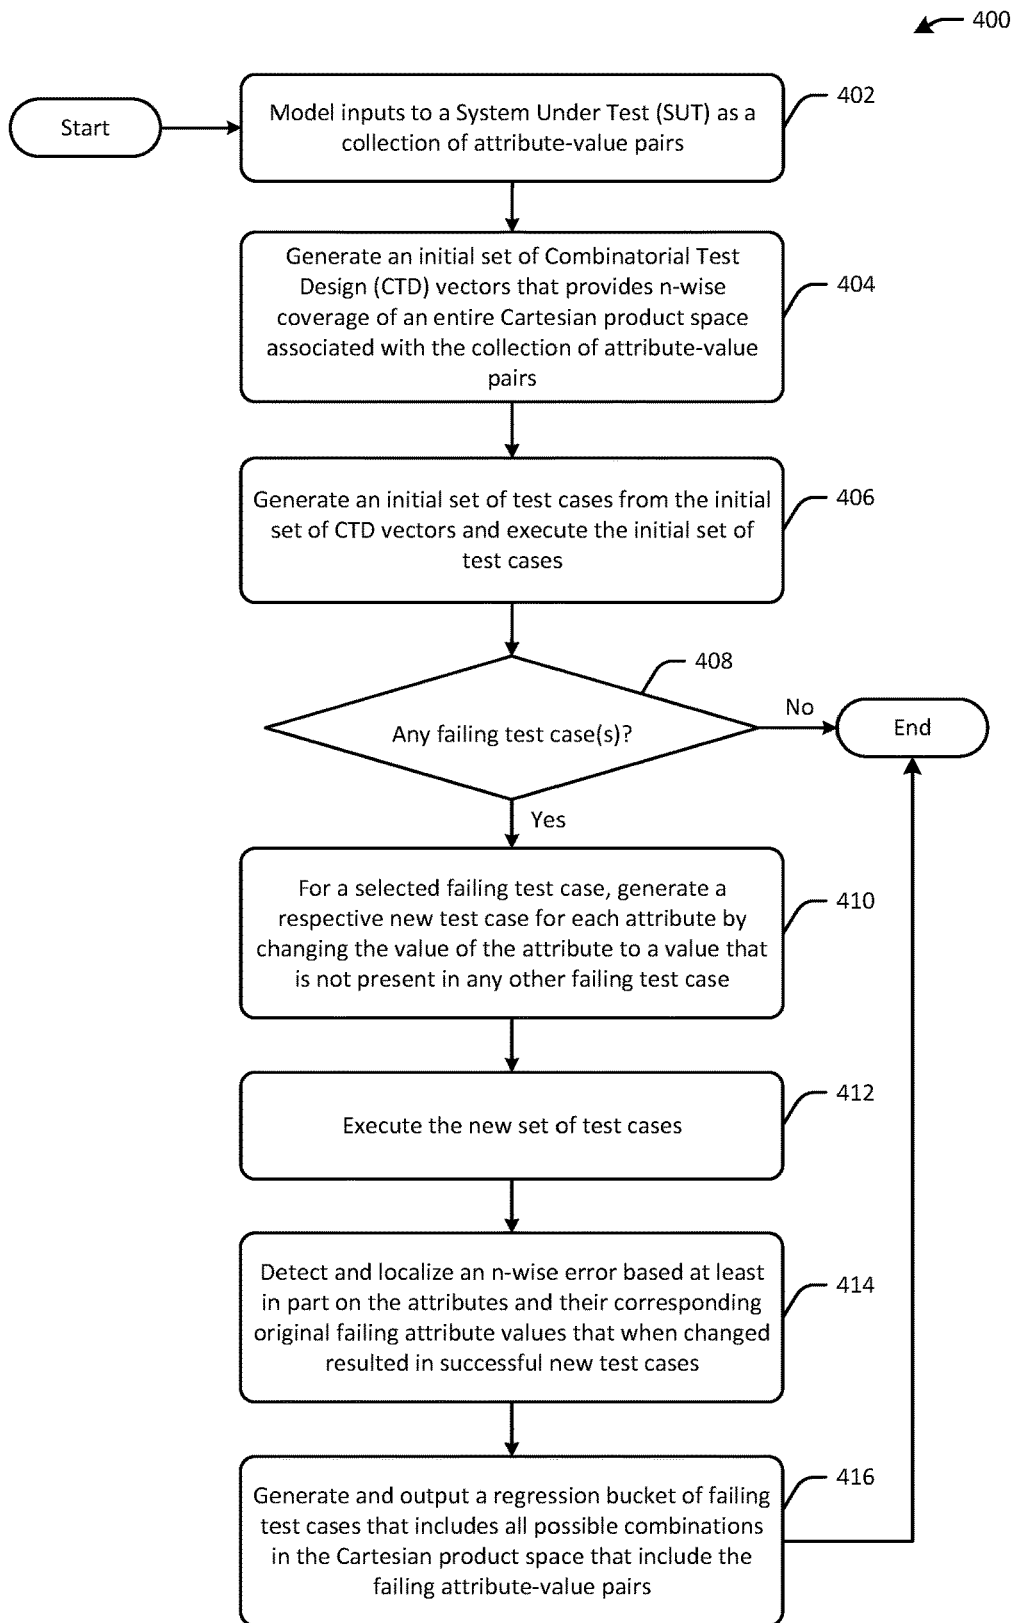 400
Start
Model inputs to a System Under Test (SUT) as a
collection of attribute-value pairs
402
Generate an initial set of Combinatorial Test
Design (CTD) vectors that provides n-wise
coverage of an entire Cartesian product space
associated with the collection of attribute-value
pairs
404
Generate an initial set of test cases from the initial
set of CTD vectors and execute the initial set of
test cases
406
408
Any failing test case(s)?
No
End
Yes
For a selected failing test case, generate a
respective new test case for each attribute by
changing the value of the attribute to a value that
is not present in any other failing test case
410
Execute the new set of test cases
412
Detect and localize an n-wise error based at least
in part on the attributes and their corresponding
original failing attribute values that when changed
resulted in successful new test cases
414
Generate and output a regression bucket of failing
test cases that includes all possible combinations
in the Cartesian product space that include the
failing attribute-value pairs
416